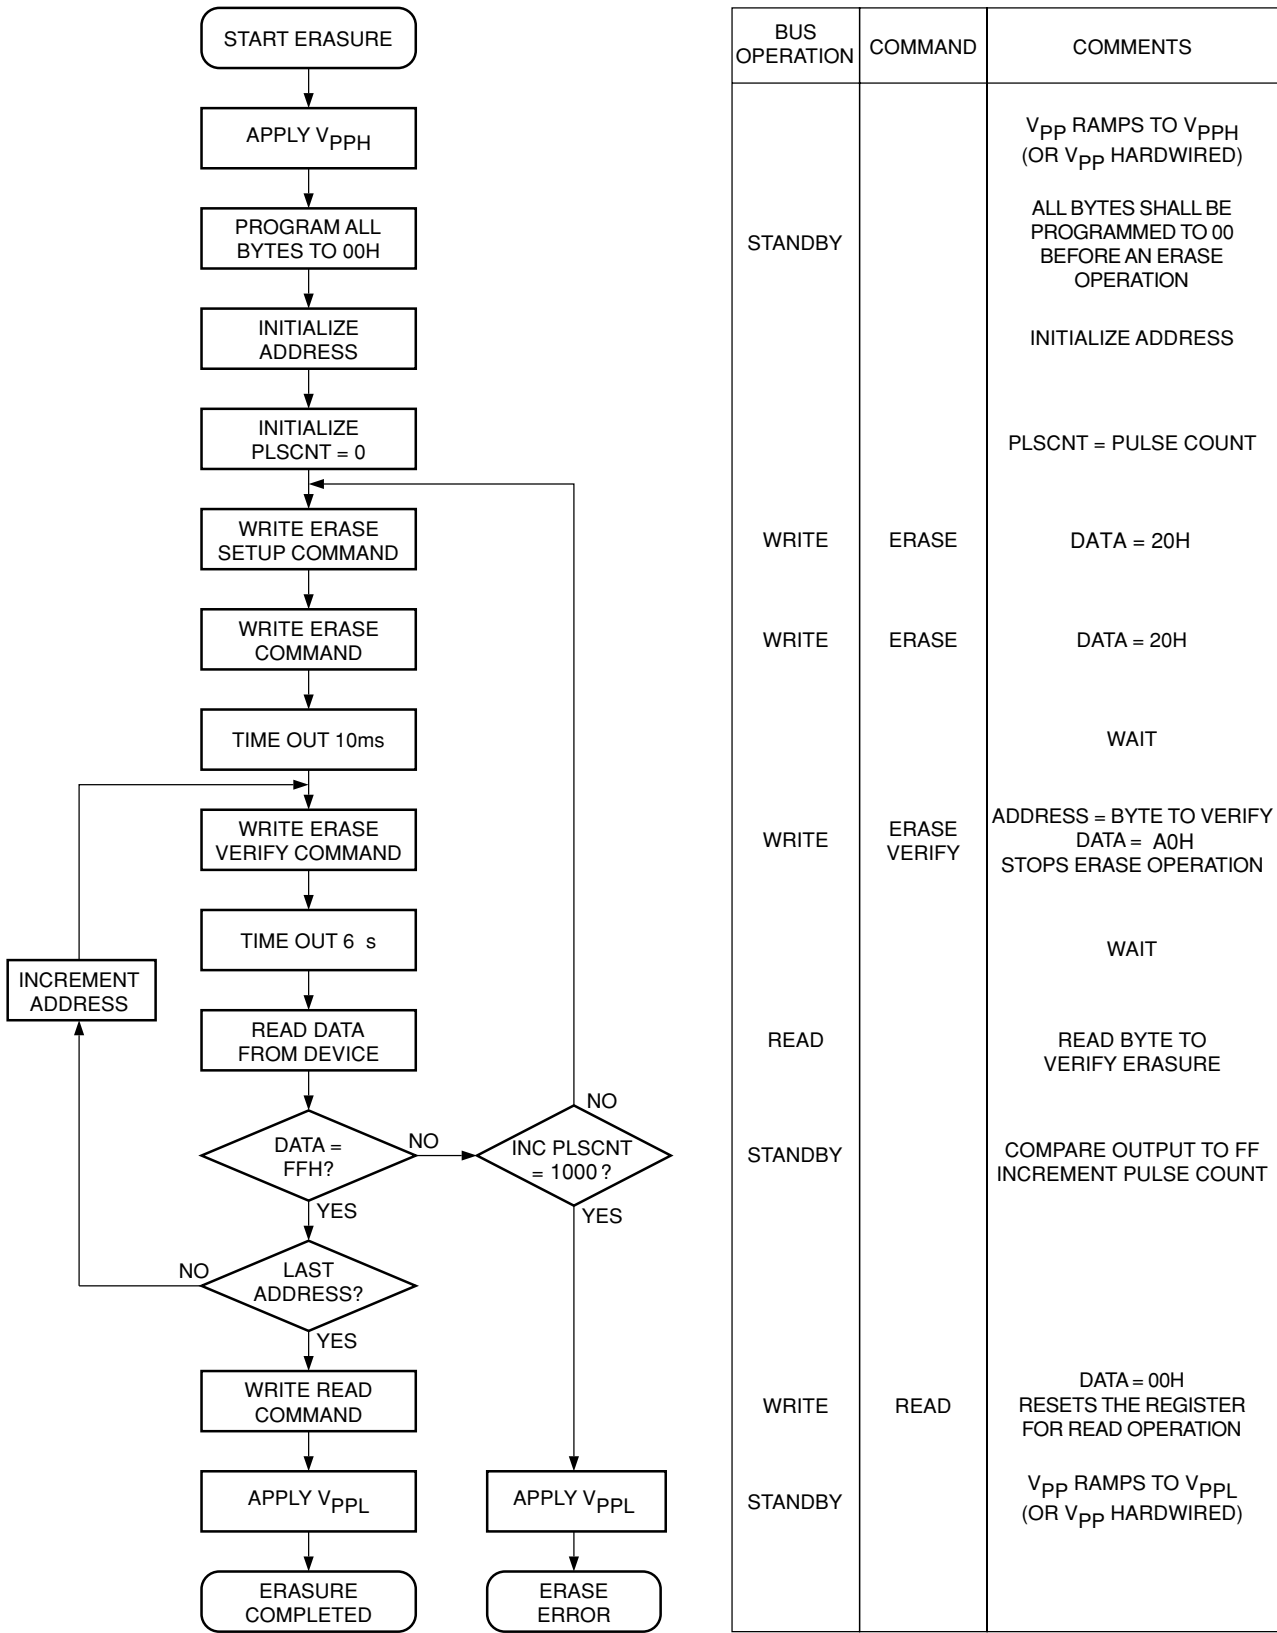 START ERASURE
APPLY VPPH
PROGRAM ALL
BYTES TO 00H
INITIALIZE
ADDRESS
INITIALIZE
PLSCNT = 0
WRITE ERASE
SETUP COMMAND
WRITE ERASE
COMMAND
TIME OUT 10ms
WRITE ERASE
VERIFY COMMAND
TIME OUT 6 s
INCREMENT
ADDRESS
READ DATA
FROM DEVICE
DATA =
FFH?
NO
INC PLSCNT
= 1000 ?
NO
YES
YES
LAST
ADDRESS?
NO
YES
WRITE READ
COMMAND
APPLY VPPL
APPLY VPPL
ERASURE
COMPLETED
ERASE
ERROR
BUS
OPERATION
COMMAND
COMMENTS
VPP RAMPS TO VPPH
(OR VPP HARDWIRED)
STANDBY
ALL BYTES SHALL BE
PROGRAMMED TO 00
BEFORE AN ERASE
OPERATION
INITIALIZE ADDRESS
PLSCNT = PULSE COUNT
WRITE ERASE DATA = 20H
WRITE ERASE DATA = 20H
WAIT
WRITE
ERASE
VERIFY
ADDRESS = BYTE TO VERIFY
DATA = A0H
STOPS ERASE OPERATION
WAIT
READ
READ BYTE TO
VERIFY ERASURE
STANDBY
COMPARE OUTPUT TO FF
INCREMENT PULSE COUNT
WRITE
READ
DATA = 00H
RESETS THE REGISTER
FOR READ OPERATION
STANDBY
VPP RAMPS TO VPPL
(OR VPP HARDWIRED)